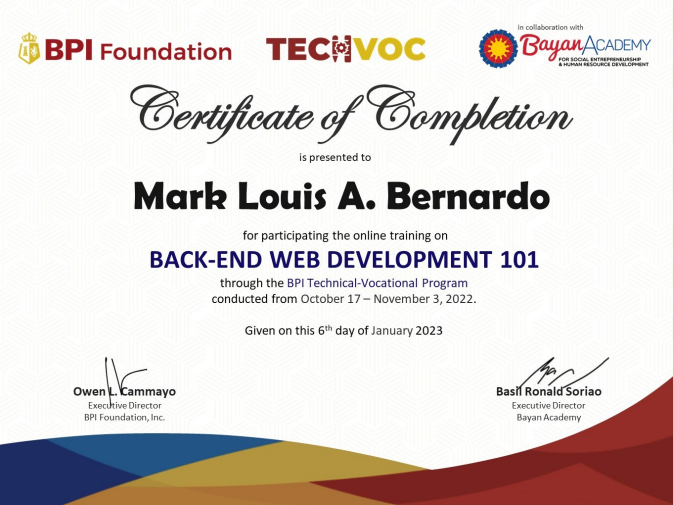 BPI Foundation
TECHVOC
In collaboration with
BayanACADEMY
FOR SOCIAL ENTREPRENEURSHIP
& HUMAN RESOURCE DEVELOPMENT
Certificate of Completion
is presented to
Mark Louis A. Bernardo
for participating the online training on
BACK-END WEB DEVELOPMENT 101
through the BPI Technical-Vocational Program
conducted from October 17 – November 3, 2022.
Given on this 6th day of January 2023
Owen L. Cammayo
Executive Director
BPI Foundation, Inc.
Basil Ronald Soriao
Executive Director
Bayan Academy